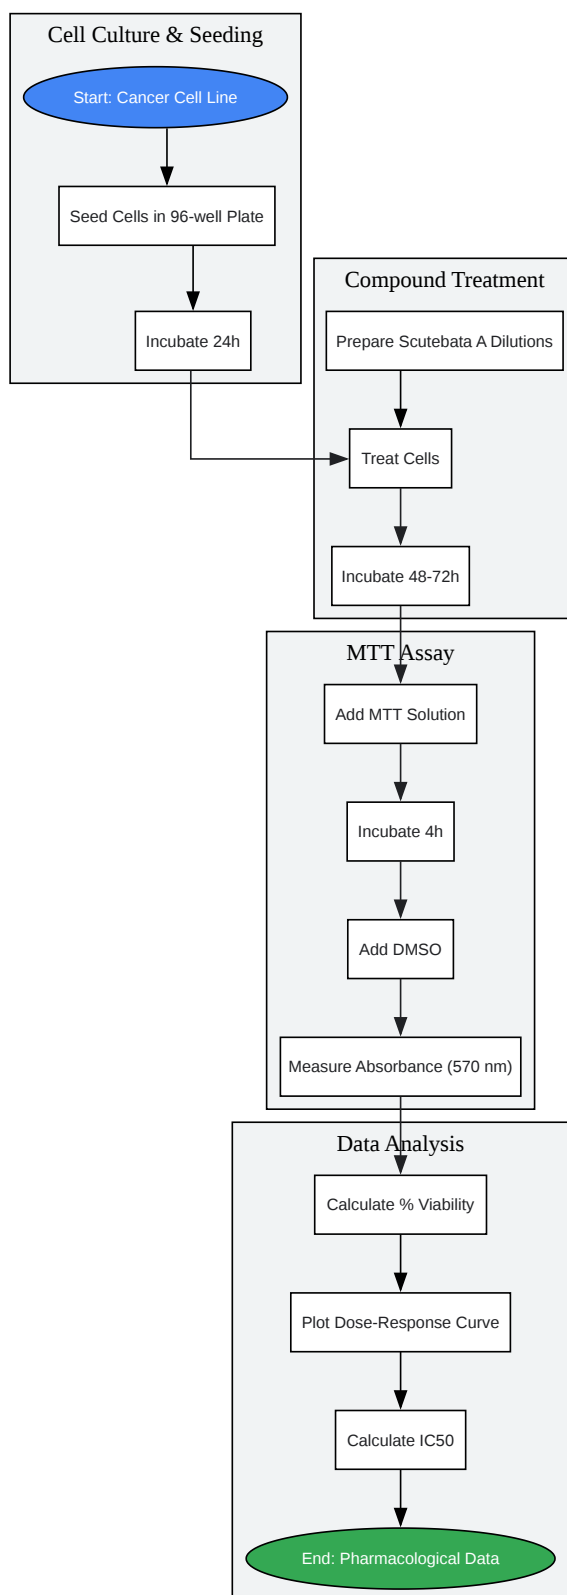 Cell Culture & Seeding
Start: Cancer Cell Line
Seed Cells in 96-well Plate
Incubate 24h
Compound Treatment
Prepare Scutebata A Dilutions
Treat Cells
Incubate 48-72h
MTT Assay
Add MTT Solution
Incubate 4h
Add DMSO
Measure Absorbance (570 nm)
Data Analysis
Calculate % Viability
Plot Dose-Response Curve
Calculate IC50
End: Pharmacological Data